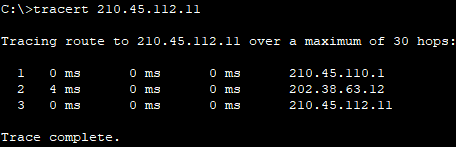 C:\>tracert 210.45.112.11
Tracing route to 210.45.112.11 over a maximum of 30 hops:
1 0 ms 0 ms 0 ms 210.45.110.1
2 4 ms 0 ms 0 ms 202.38.63.12
3 0 ms 0 ms 0 ms 210.45.112.11
Trace complete.